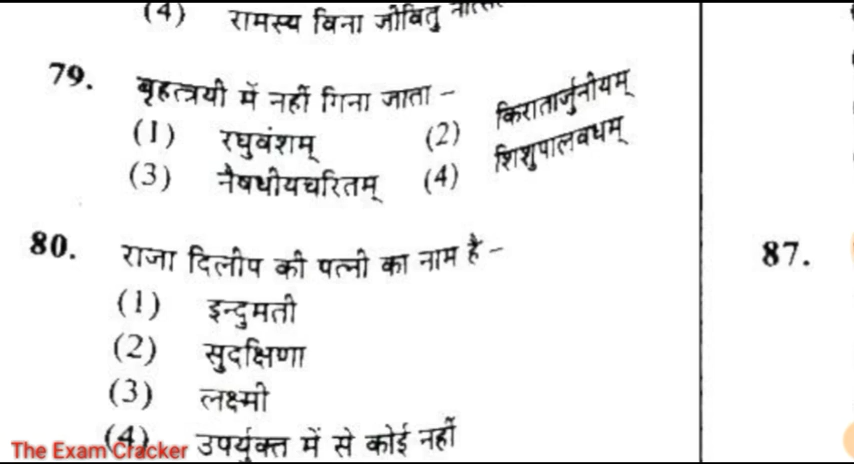 (4) रामस्य विना जीवितु
79. बृहत्त्रयी में नहीं गिना जाता –
(1) रघुवंशम् (2) किरातार्जुनीयम्
(3) नैषधीयचरितम् (4) शिशुपालवधम्
80. राजा दिलीप की पत्नी का नाम है –
(1) इन्दुमती
(2) सुदक्षिणा
(3) लक्ष्मी
(4) उपर्युक्त में से कोई नहीं
87.
The Exam Cracker